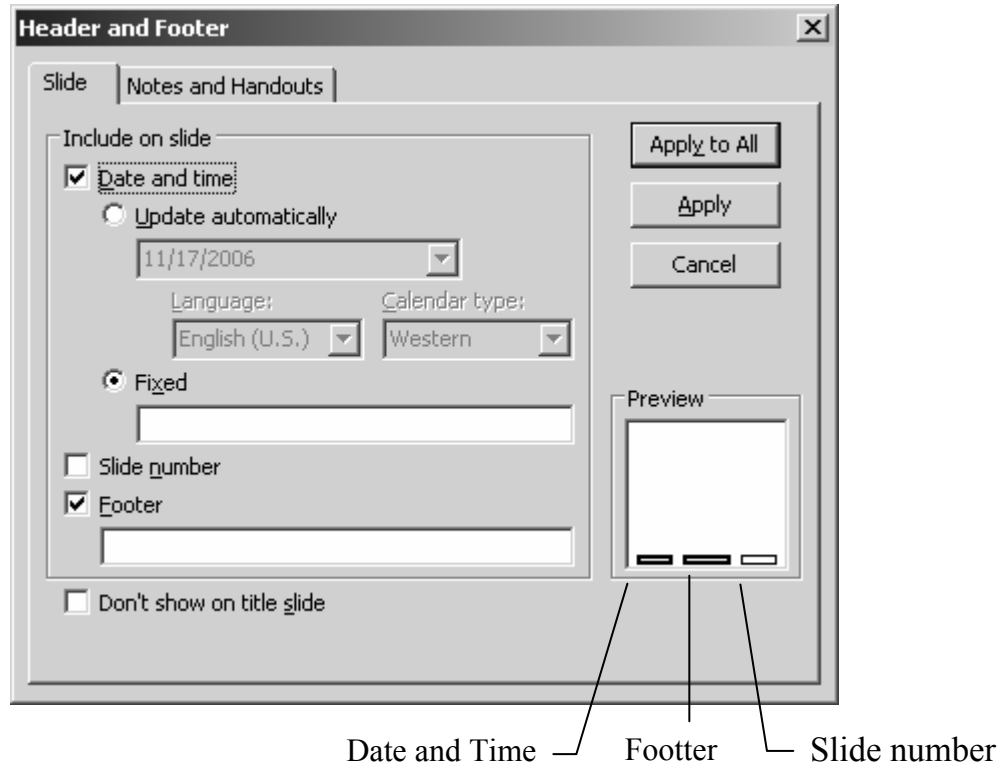 Header and Footer
Slide
Notes and Handouts
Include on slide
Date and time
Update automatically
11/17/2006
Language:
Calendar type:
English (U.S.)
Western
Fixed
Slide number
Footer
Don't show on title slide
Apply to All
Apply
Cancel
Preview
Date and Time
Footter
Slide number